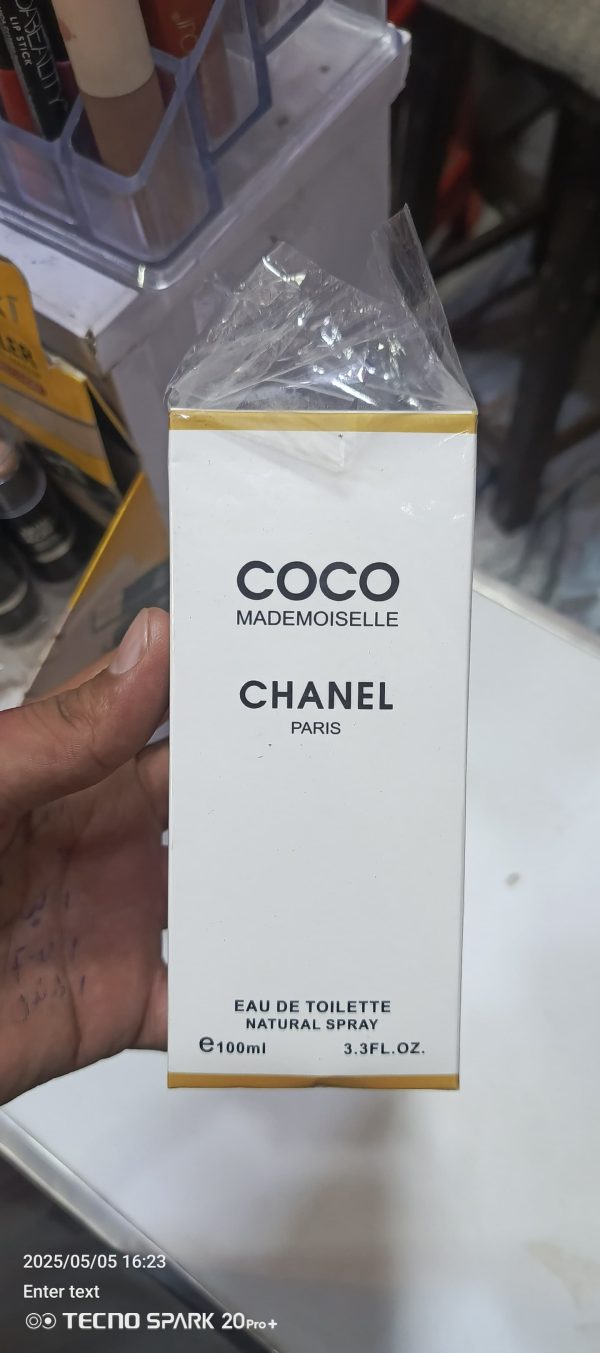 LIP STICK
COCO
MADEMOISELLE
CHANEL
PARIS
EAU DE TOILETTE
NATURAL SPRAY
e100ml 3.3FL.OZ.
2025/05/05 16:23
Enter text
TECNO SPARK 20Pro+